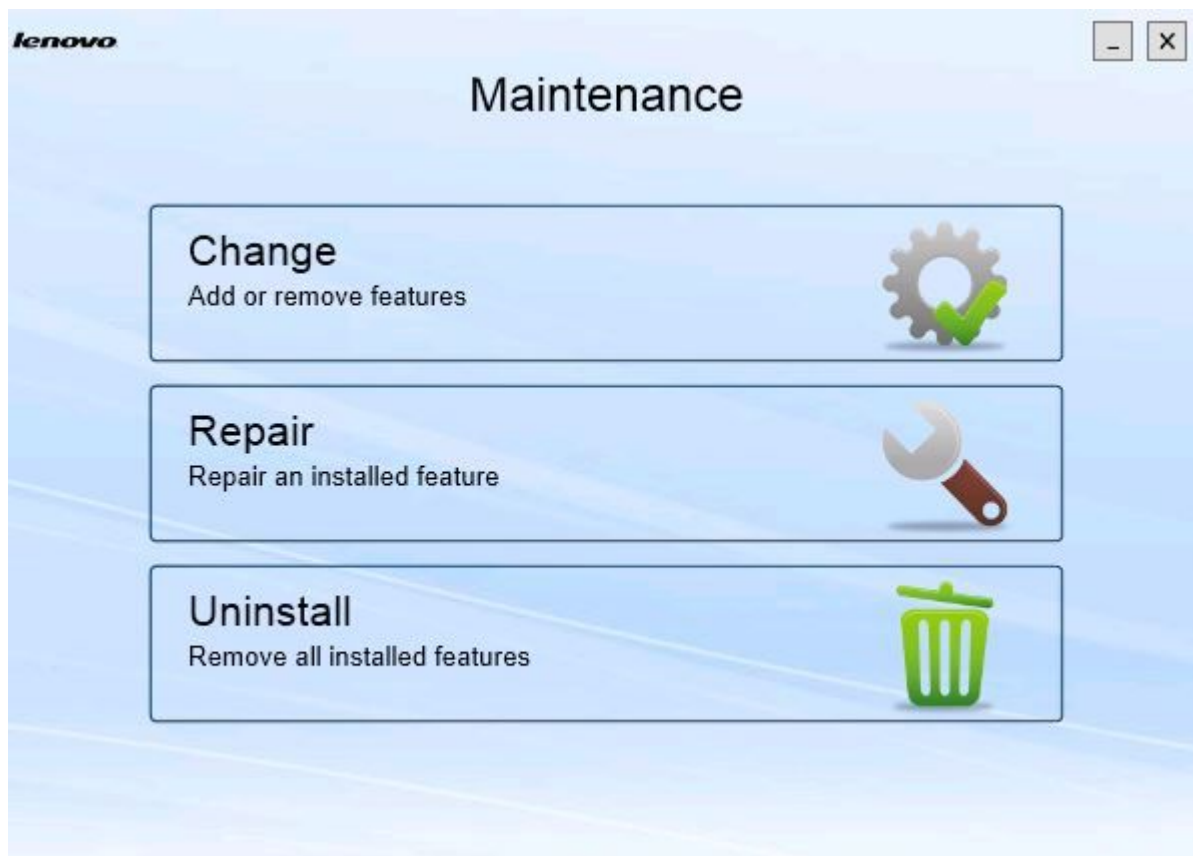 lenovo
Maintenance
Change
Add or remove features
Repair
Repair an installed feature
Uninstall
Remove all installed features